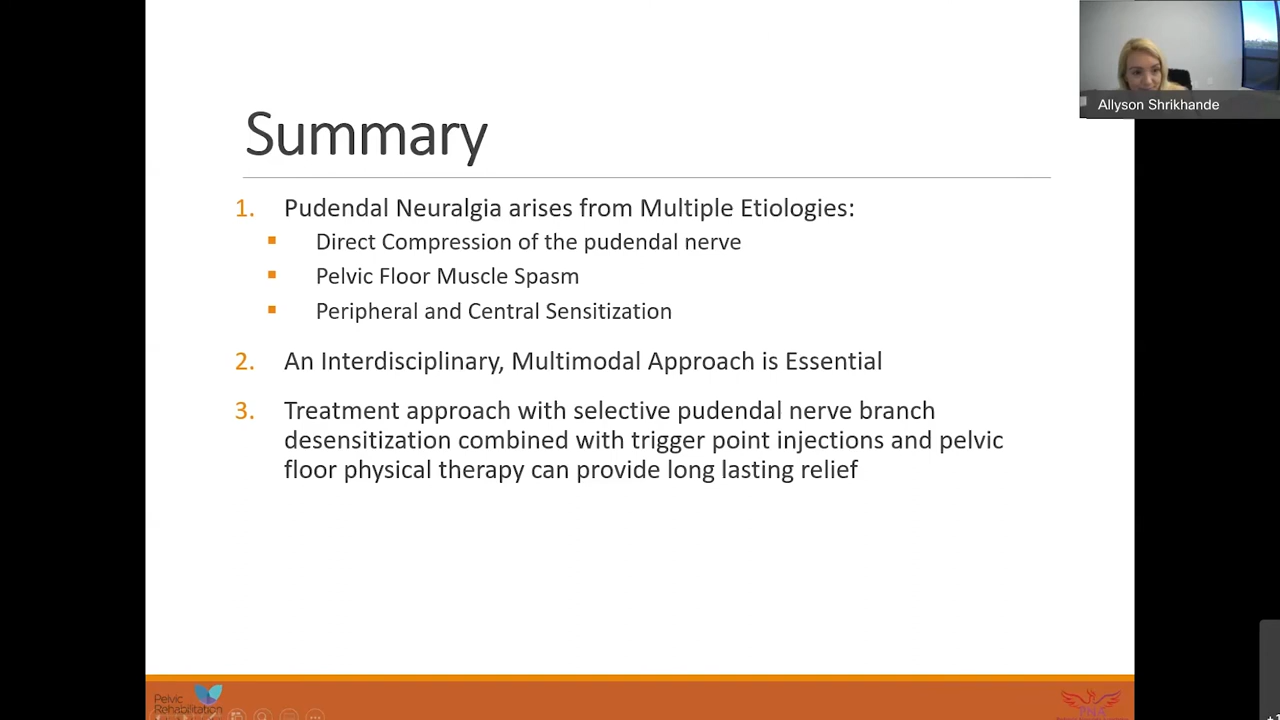 Allyson Shrikhande
Summary
1. Pudendal Neuralgia arises from Multiple Etiologies:
▪ Direct Compression of the pudendal nerve
▪ Pelvic Floor Muscle Spasm
▪ Peripheral and Central Sensitization
2. An Interdisciplinary, Multimodal Approach is Essential
3. Treatment approach with selective pudendal nerve branch
desensitization combined with trigger point injections and pelvic
floor physical therapy can provide long lasting relief
Pelvic
Rehabilitation
PNA